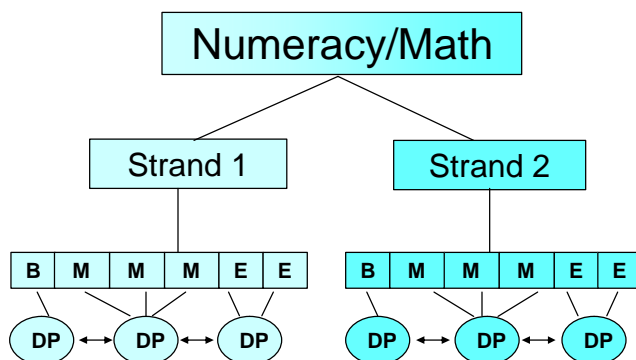 Numeracy/Math
Strand 1 Strand 2
B M M M E E B M M M E E
DP DP DP DP DP DP